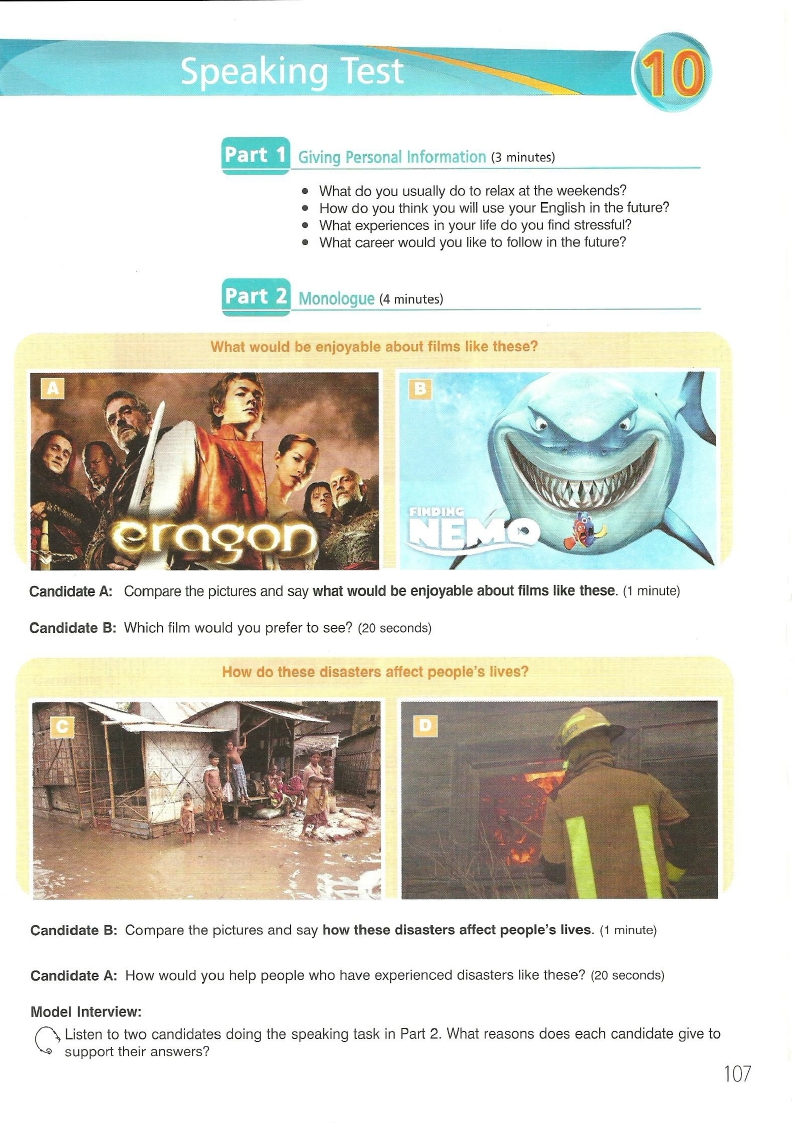 Speaking Test
10
Part 1 Giving Personal Information (3 minutes)
• What do you usually do to relax at the weekends?
• How do you think you will use your English in the future?
• What experiences in your life do you find stressful?
• What career would you like to follow in the future?
Part 2 Monologue (4 minutes)
What would be enjoyable about films like these?
A
eragon
B
FINDING
NEMO
Candidate A: Compare the pictures and say what would be enjoyable about films like these. (1 minute)
Candidate B: Which film would you prefer to see? (20 seconds)
How do these disasters affect people's lives?
C
D
Candidate B: Compare the pictures and say how these disasters affect people's lives. (1 minute)
Candidate A: How would you help people who have experienced disasters like these? (20 seconds)
Model Interview:
Listen to two candidates doing the speaking task in Part 2. What reasons does each candidate give to
support their answers?
107